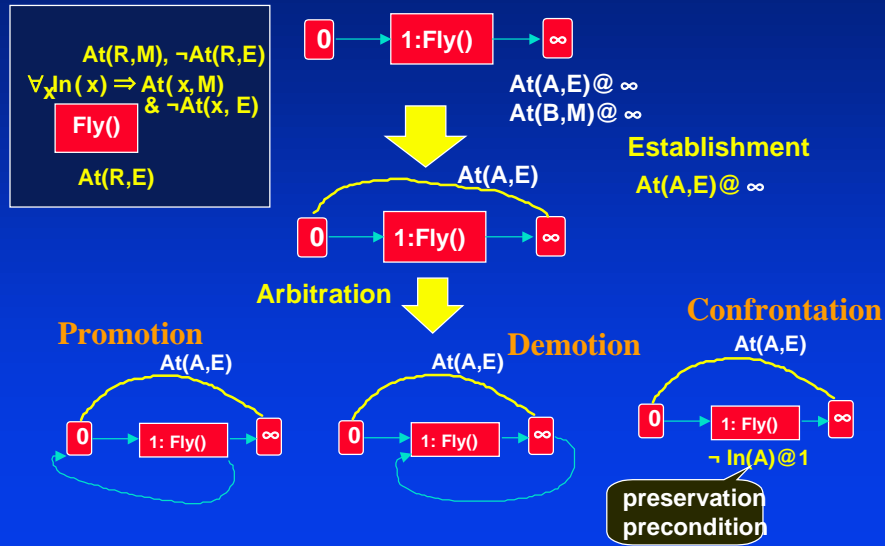 At(R,M), ¬At(R,E)
∀x In(x) ⇒ At(x,M)
& ¬At(x, E)
Fly()
At(R,E)
0 1:Fly() ∞
At(A,E)@ ∞
At(B,M)@ ∞
Establishment
At(A,E)@ ∞
At(A,E)
0 1:Fly() ∞
Arbitration
Promotion
At(A,E)
0 1: Fly() ∞
Demotion
At(A,E)
0 1: Fly() ∞
Confrontation
At(A,E)
0 1: Fly() ∞
¬ In(A)@1
preservation
precondition